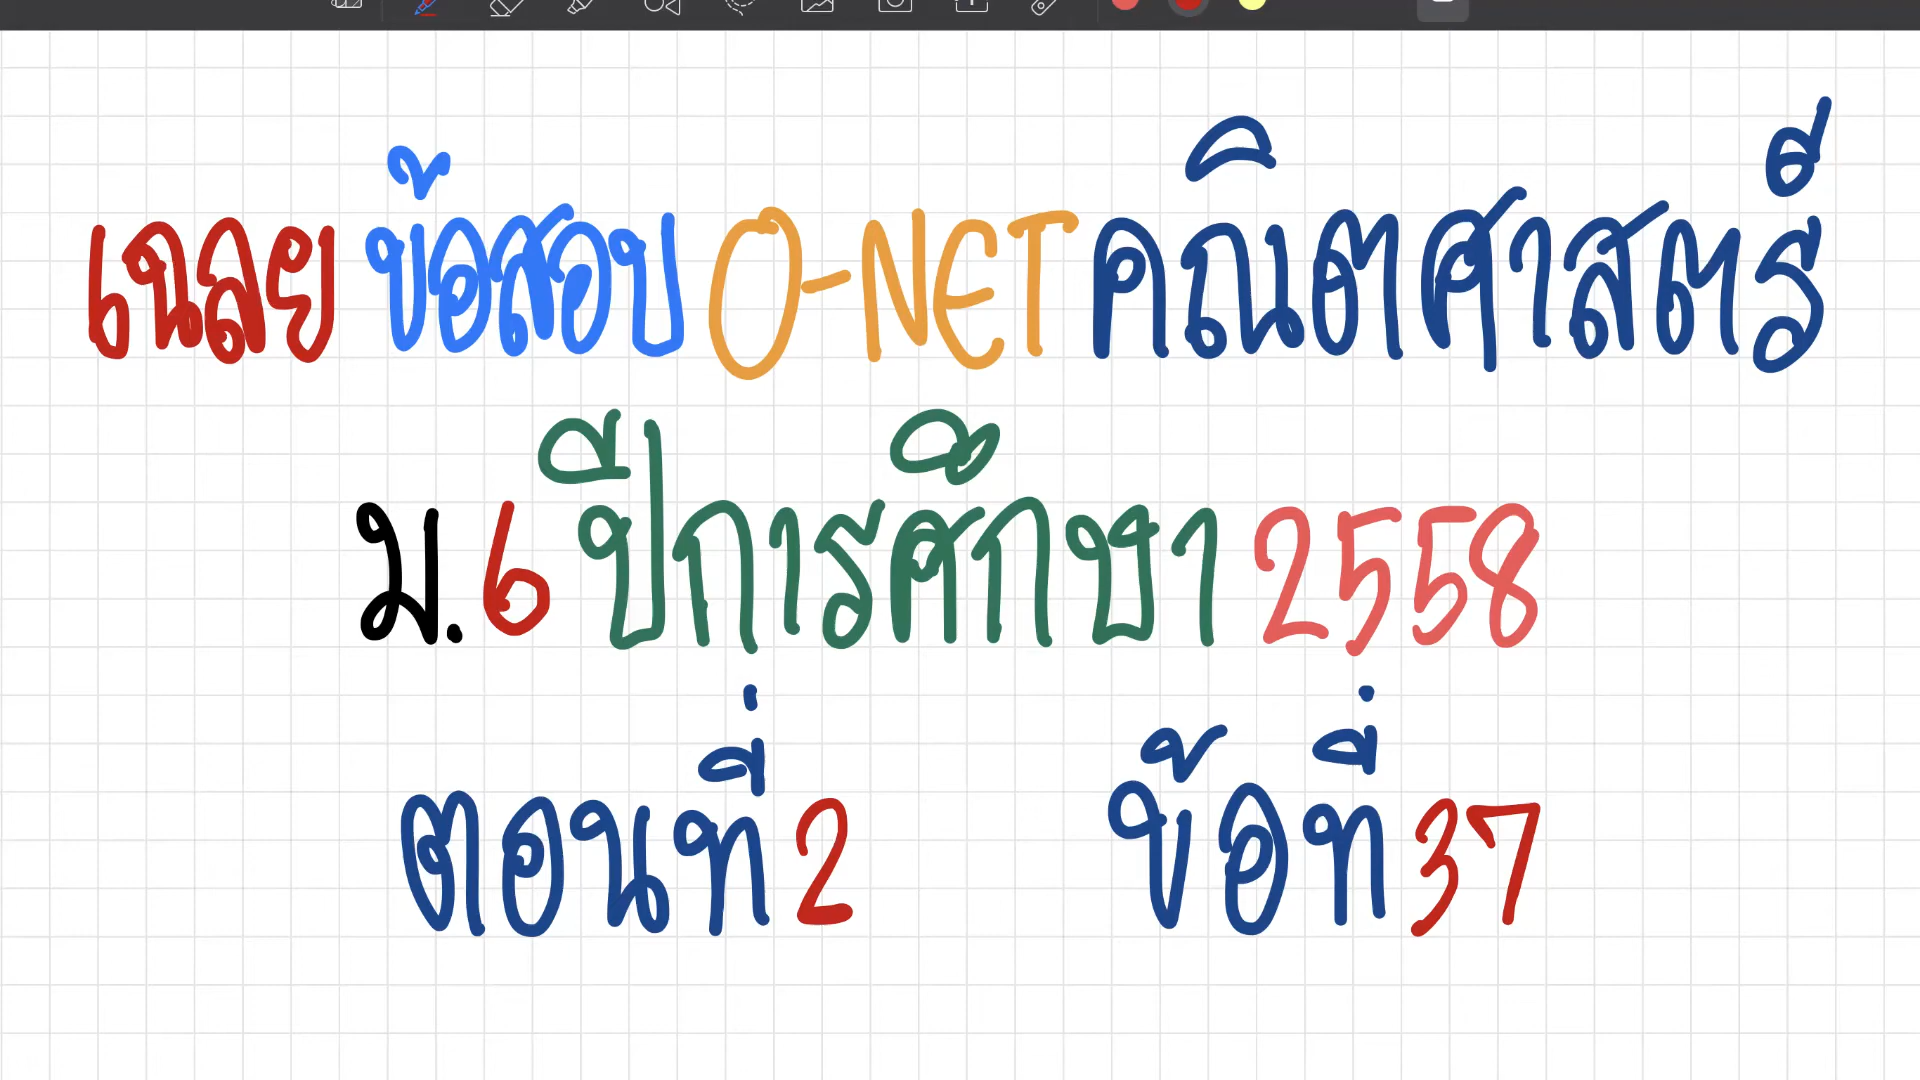 เฉลย ข้อสอบ O-NET คณิตศาสตร์
ม.6 ปีการศึกษา 2558
ตอนที่ 2 ข้อที่ 37